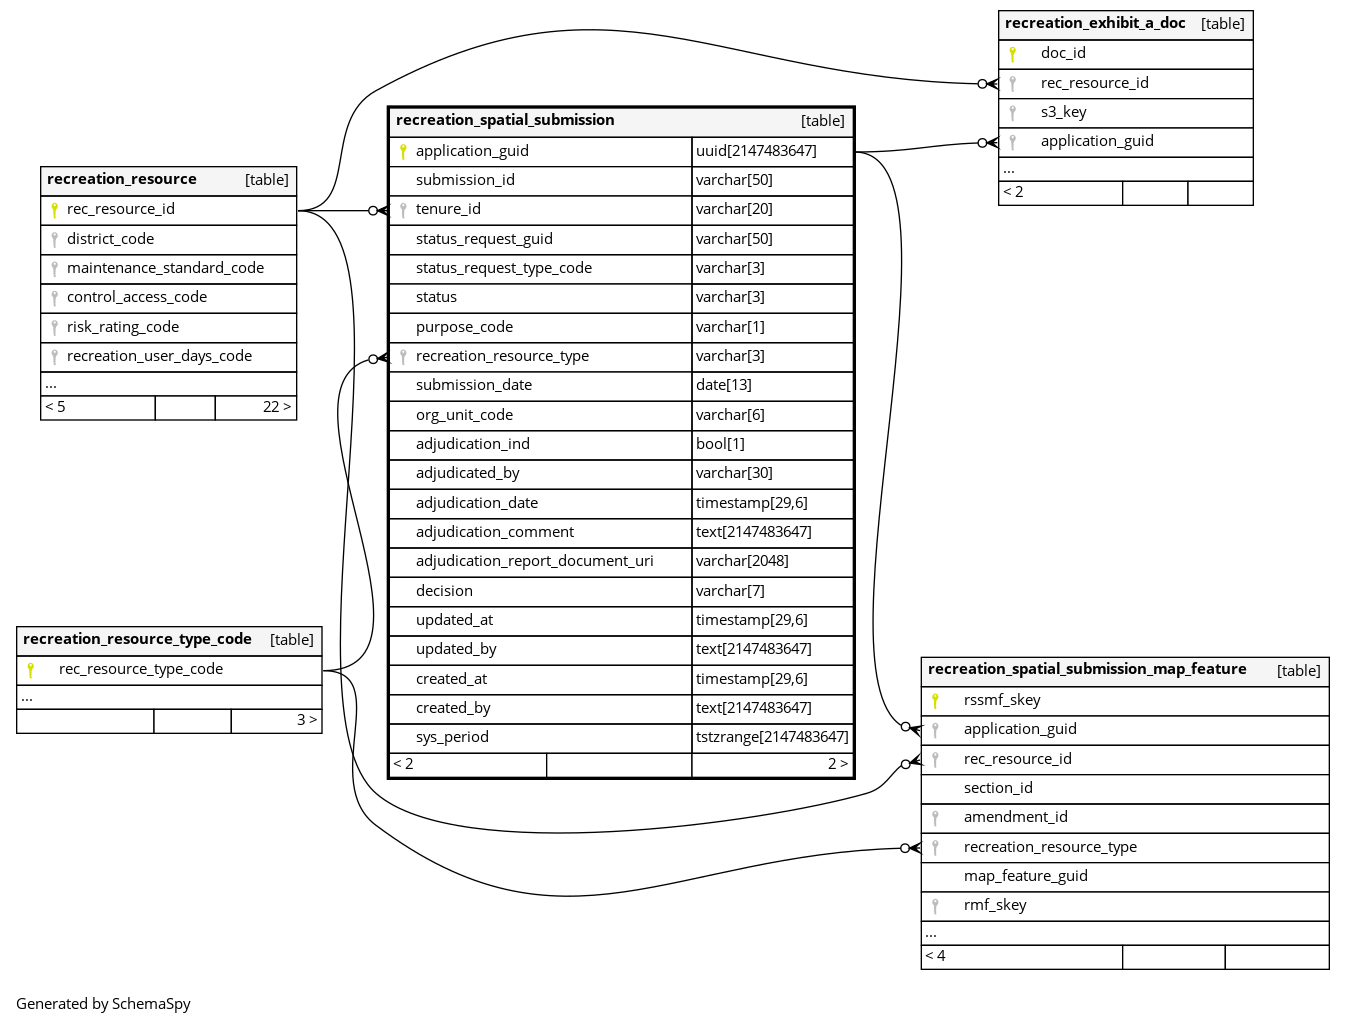 recreation_exhibit_a_doc [table]
doc_id
rec_resource_id
s3_key
application_guid
...
< 2
recreation_spatial_submission [table]
application_guid uuid[2147483647]
submission_id varchar[50]
tenure_id varchar[20]
status_request_guid varchar[50]
status_request_type_code varchar[3]
status varchar[3]
purpose_code varchar[1]
recreation_resource_type varchar[3]
submission_date date[13]
org_unit_code varchar[6]
adjudication_ind bool[1]
adjudicated_by varchar[30]
adjudication_date timestamp[29,6]
adjudication_comment text[2147483647]
adjudication_report_document_uri varchar[2048]
decision varchar[7]
updated_at timestamp[29,6]
updated_by text[2147483647]
created_at timestamp[29,6]
created_by text[2147483647]
sys_period tstzrange[2147483647]
< 2 2 >
recreation_resource [table]
rec_resource_id
district_code
maintenance_standard_code
control_access_code
risk_rating_code
recreation_user_days_code
...
< 5 22 >
recreation_resource_type_code [table]
rec_resource_type_code
...
3 >
recreation_spatial_submission_map_feature [table]
rssmf_skey
application_guid
rec_resource_id
section_id
amendment_id
recreation_resource_type
map_feature_guid
rmf_skey
...
< 4
Generated by SchemaSpy